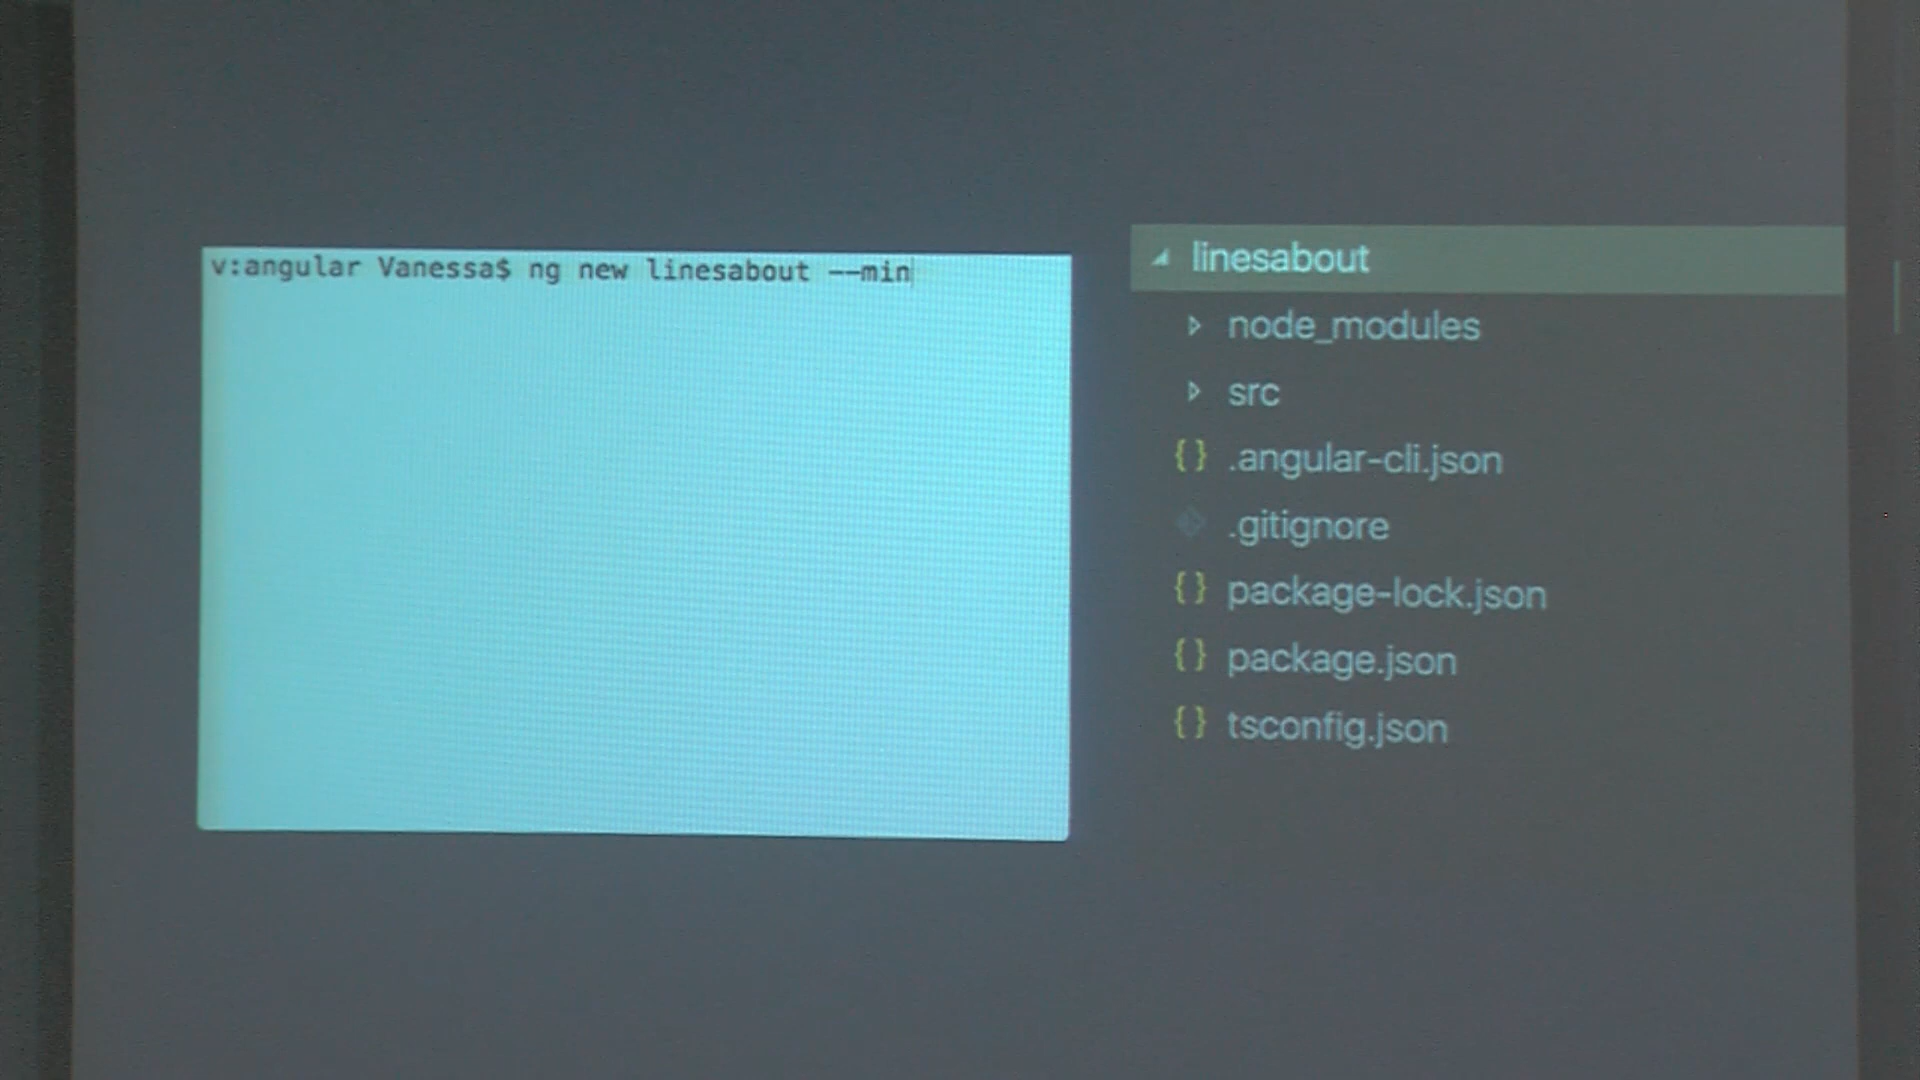 v:angular Vanessa$ ng new linesabout --min
linesabout
node_modules
src
{} .angular-cli.json
.gitignore
{} package-lock.json
{} package.json
{} tsconfig.json